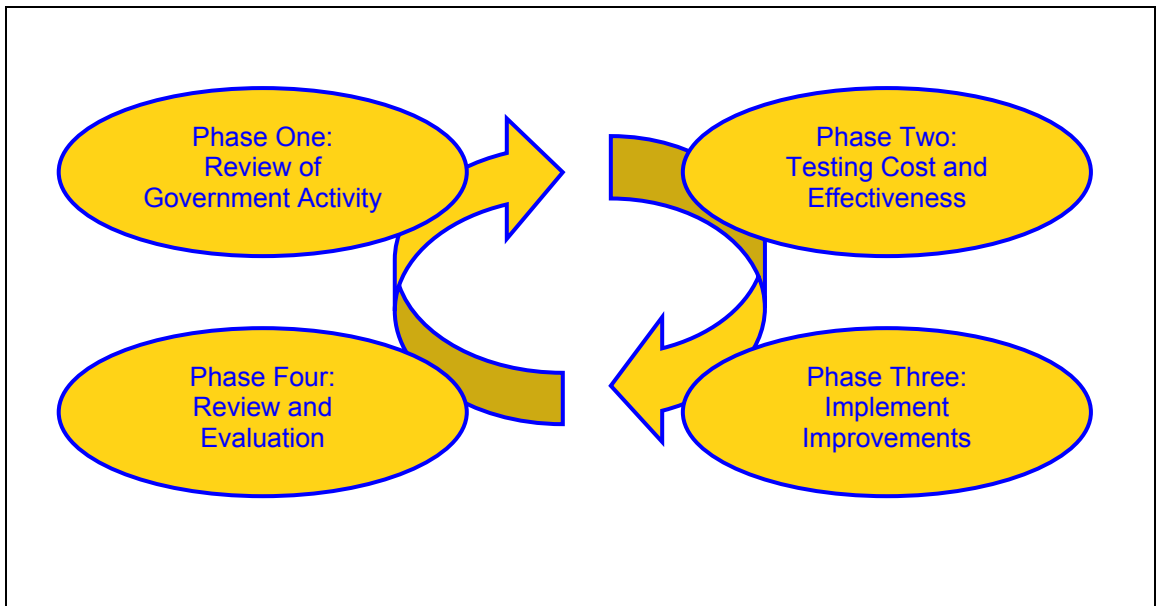 Phase One:
Review of
Government Activity
Phase Two:
Testing Cost and
Effectiveness
Phase Three:
Implement
Improvements
Phase Four:
Review and
Evaluation